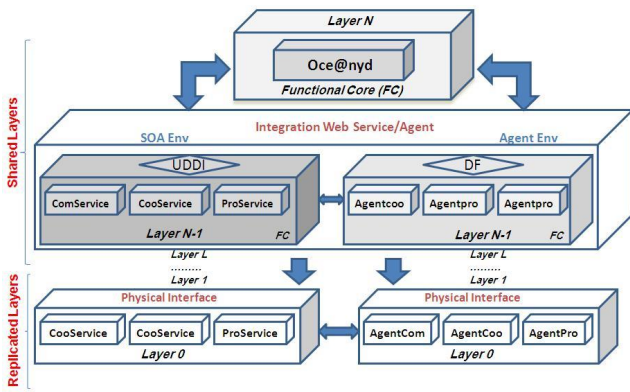 Layer N
Oce@nyd
Functional Core (FC)
Shared Layers
Integration Web Service/Agent
SOA Env
Agent Env
UDDI
DF
ComService
CooService
ProService
Agentcoo
Agentpro
Agentpro
Layer N-1
FC
Layer N-1
FC
Layer L
.........
Layer 1
Layer L
.........
Layer 1
Replicated Layers
Physical Interface
Physical Interface
CooService
CooService
ProService
AgentCom
AgentCoo
AgentPro
Layer 0
Layer 0